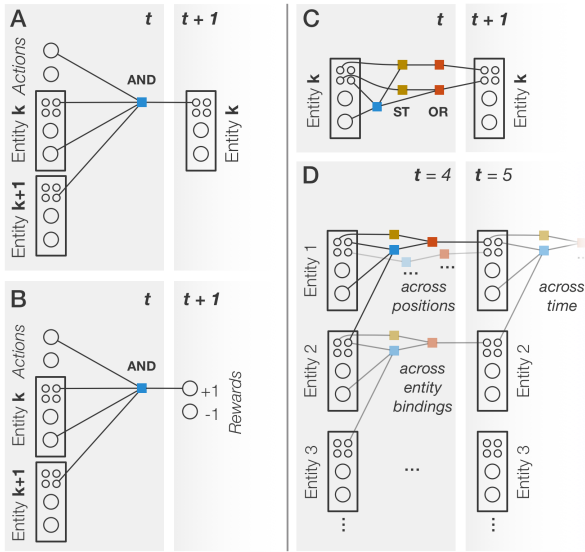 A
t
t + 1
Actions
AND
Entity k
Entity k
Entity k+1
B
t
t + 1
Actions
AND
Entity k
+1
-1
Rewards
Entity k+1
C
t
t + 1
Entity k
ST
OR
Entity k
D
t = 4
t = 5
Entity 1
...
...
across
positions
across
time
...
Entity 2
across
entity
bindings
Entity 2
Entity 3
...
Entity 3
...
...